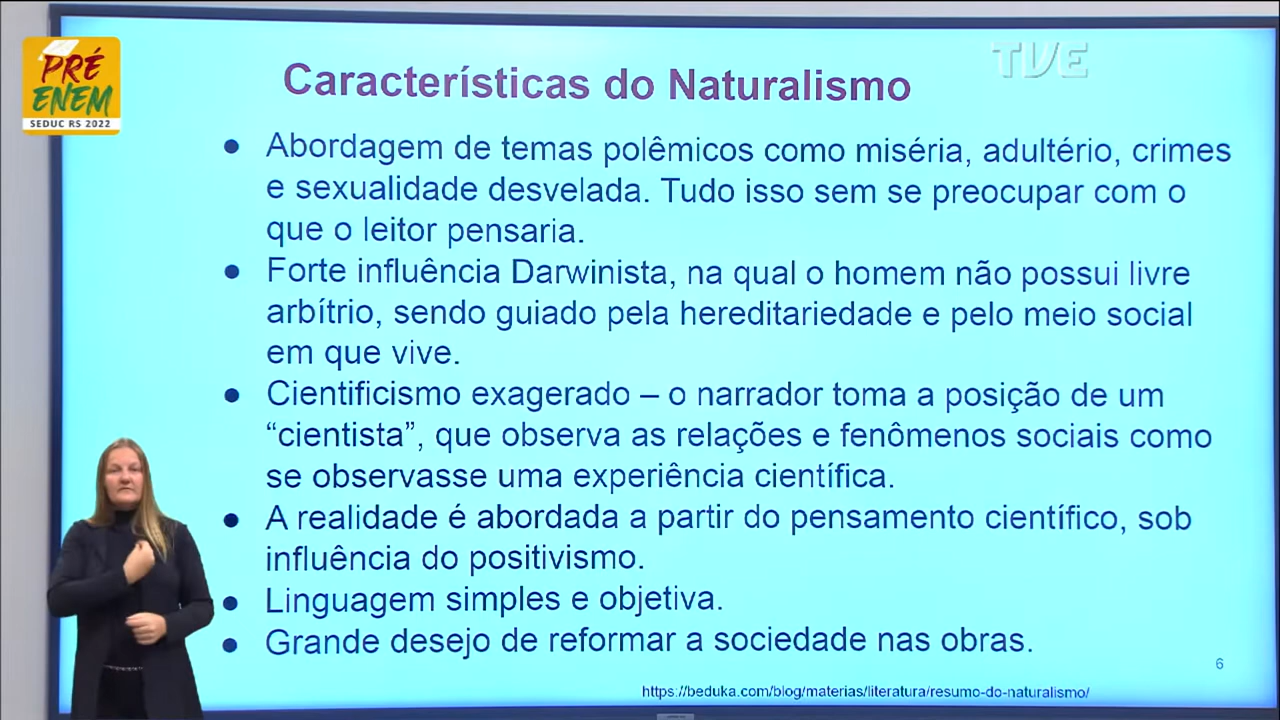 PRÉ
ENEM
SEDUC RS 2022
TVE
Características do Naturalismo
● Abordagem de temas polêmicos como miséria, adultério, crimes
e sexualidade desvelada. Tudo isso sem se preocupar com o
que o leitor pensaria.
● Forte influência Darwinista, na qual o homem não possui livre
arbítrio, sendo guiado pela hereditariedade e pelo meio social
em que vive.
● Cientificismo exagerado – o narrador toma a posição de um
“cientista”, que observa as relações e fenômenos sociais como
se observasse uma experiência científica.
● A realidade é abordada a partir do pensamento científico, sob
influência do positivismo.
● Linguagem simples e objetiva.
● Grande desejo de reformar a sociedade nas obras.
6
https://beduka.com/blog/materias/literatura/resumo-do-naturalismo/